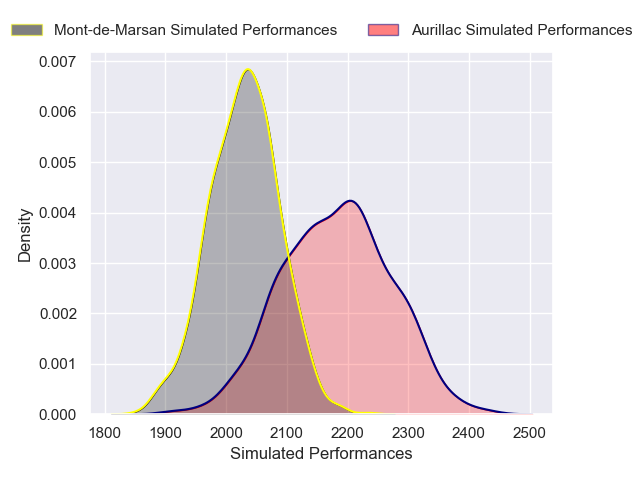 Mont-de-Marsan Simulated Performances Aurillac Simulated Performances
0.007
0.006
0.005
0.004
0.003
0.002
0.001
0.000
Density
1800 1900 2000 2100 2200 2300 2400 2500
Simulated Performances